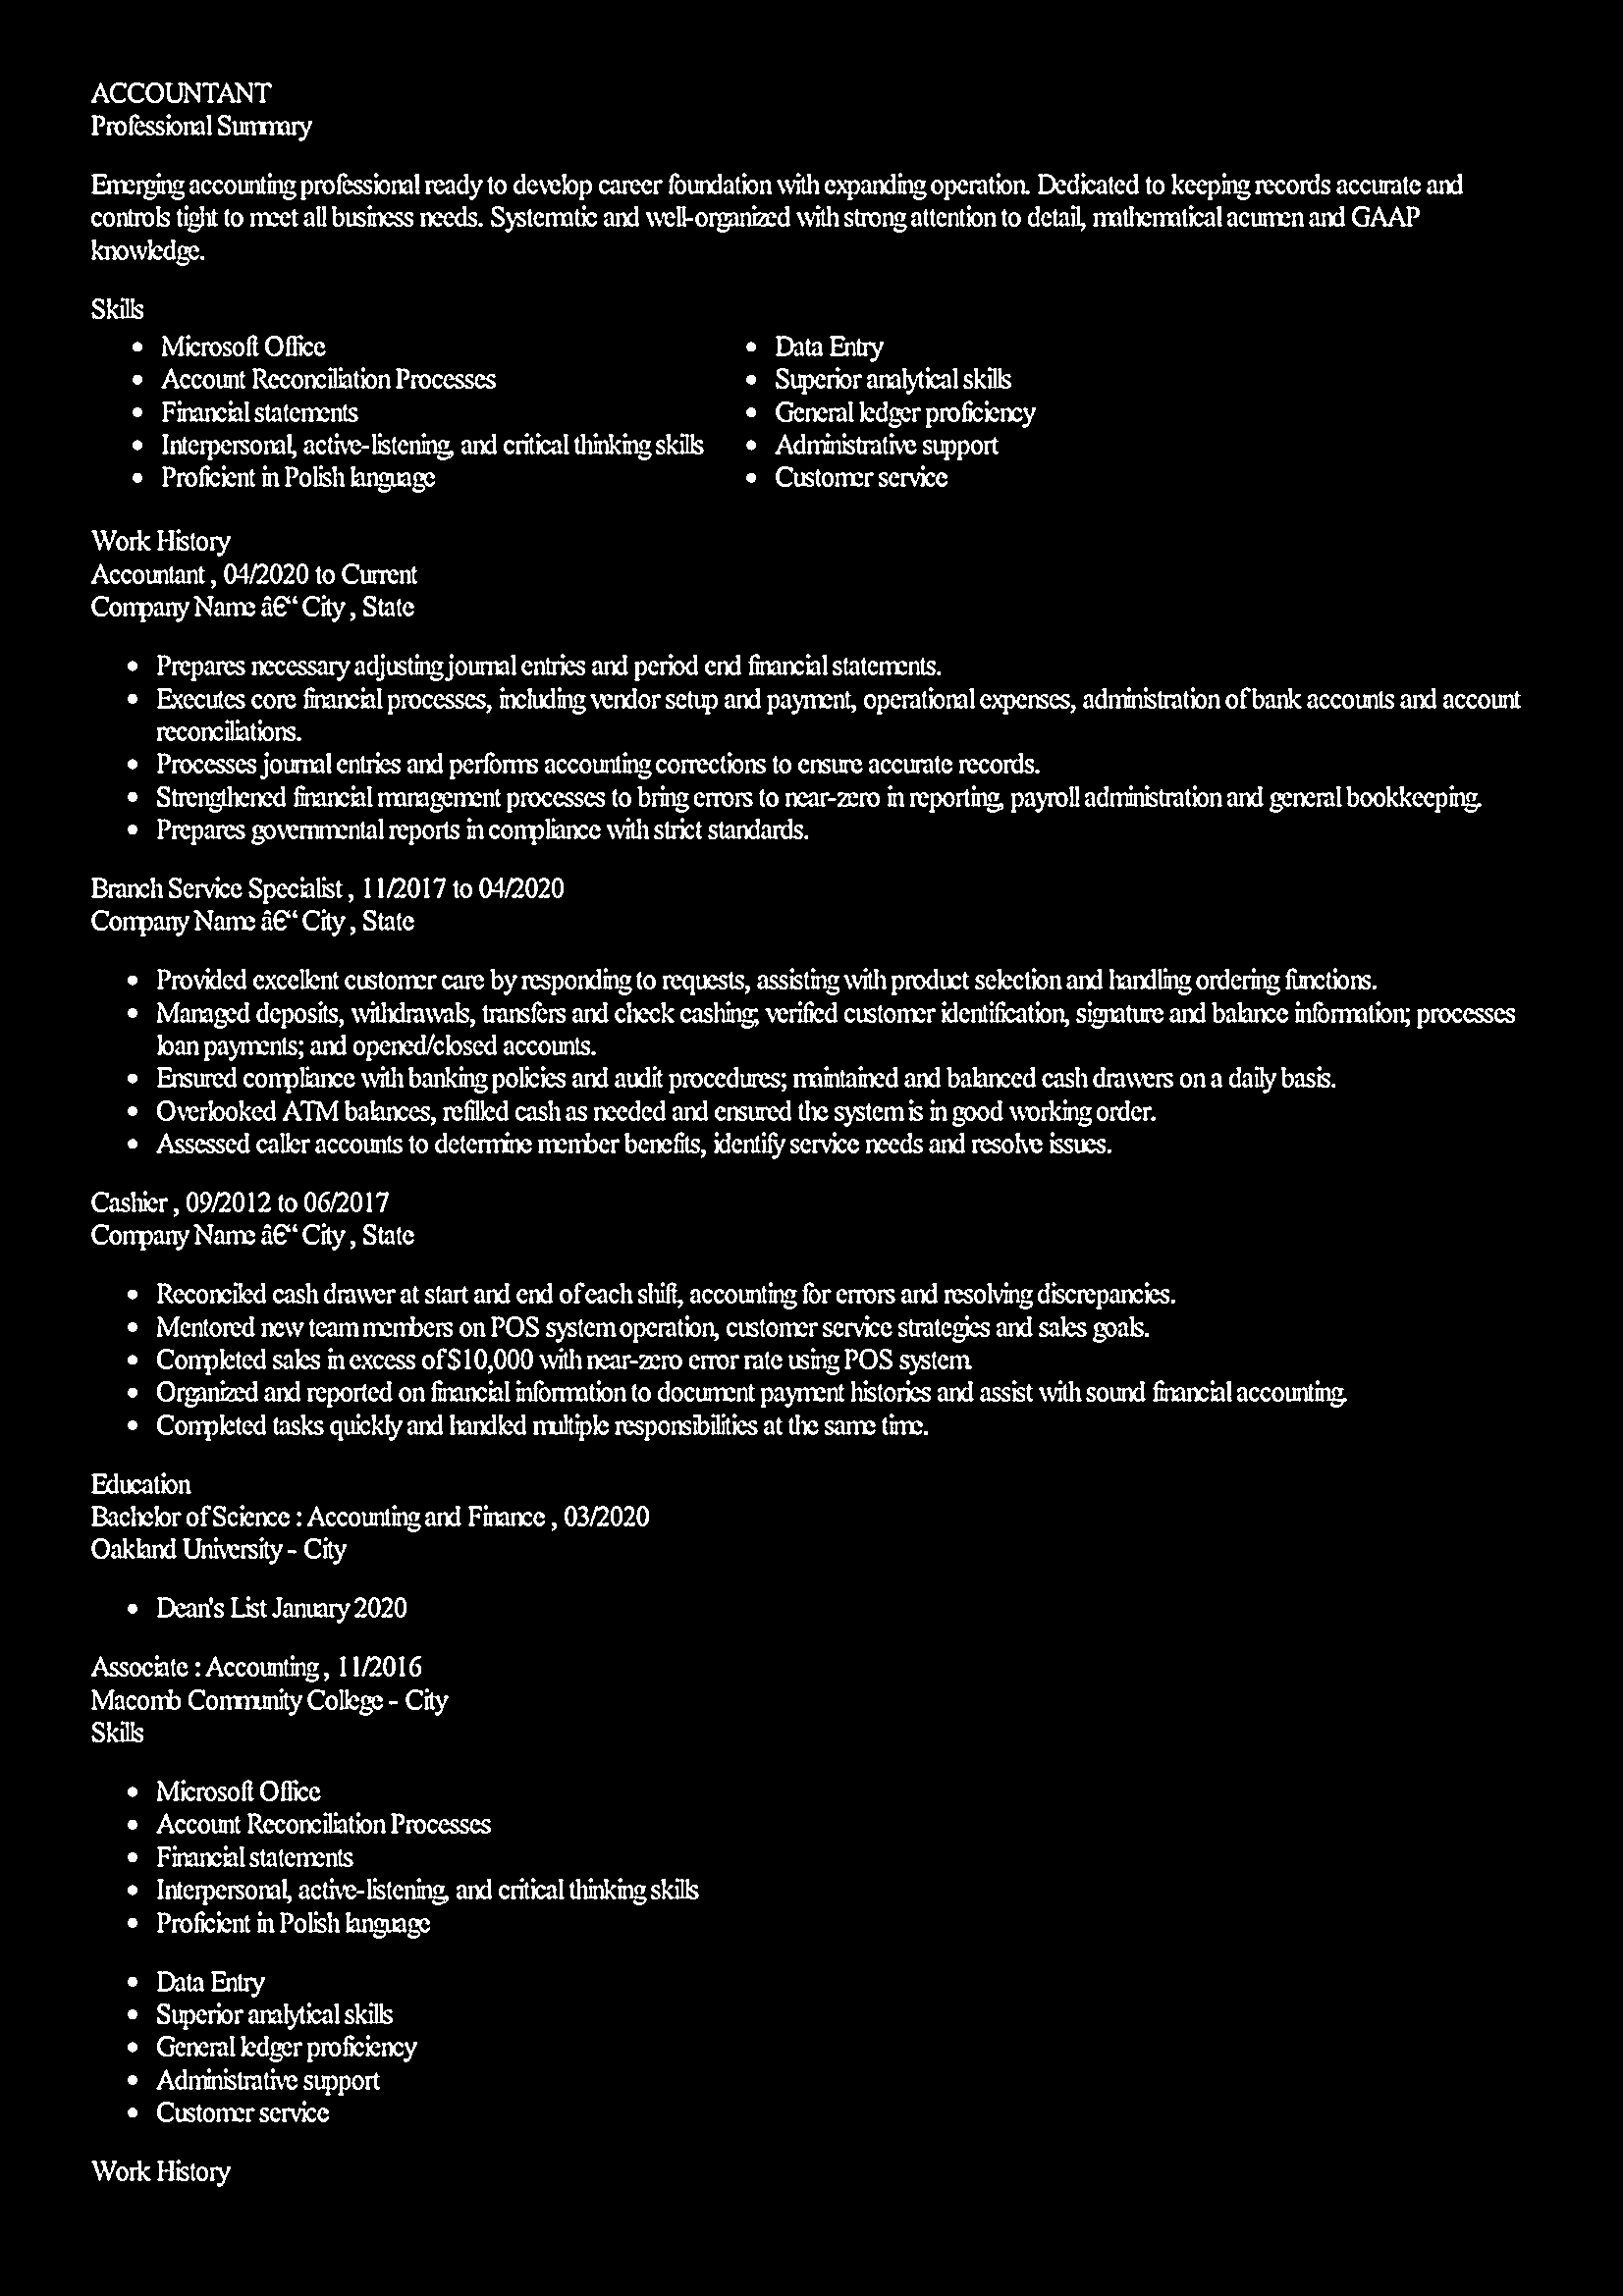 ACCOUNTANT
Professional Summary
Emerging accounting professional ready to develop career foundation with expanding operation. Dedicated to keeping records accurate and
controls tight to meet all business needs. Systematic and well-organized with strong attention to detail, mathematical acumen and GAAP
knowledge.
Skills
• Microsoft Office
• Account Reconciliation Processes
• Financial statements
• Interpersonal, active-listening, and critical thinking skills
• Proficient in Polish language
• Data Entry
• Superior analytical skills
• General ledger proficiency
• Administrative support
• Customer service
Work History
Accountant , 04/2020 to Current
Company Name â€“ City , State
• Prepares necessary adjusting journal entries and period end financial statements.
• Executes core financial processes, including vendor setup and payment, operational expenses, administration of bank accounts and account
reconciliations.
• Processes journal entries and performs accounting corrections to ensure accurate records.
• Strengthened financial management processes to bring errors to near-zero in reporting, payroll administration and general bookkeeping.
• Prepares governmental reports in compliance with strict standards.
Branch Service Specialist , 11/2017 to 04/2020
Company Name â€“ City , State
• Provided excellent customer care by responding to requests, assisting with product selection and handling ordering functions.
• Managed deposits, withdrawals, transfers and check cashing; verified customer identification, signature and balance information; processes
loan payments; and opened/closed accounts.
• Ensured compliance with banking policies and audit procedures; maintained and balanced cash drawers on a daily basis.
• Overlooked ATM balances, refilled cash as needed and ensured the system is in good working order.
• Assessed caller accounts to determine member benefits, identify service needs and resolve issues.
Cashier , 09/2012 to 06/2017
Company Name â€“ City , State
• Reconciled cash drawer at start and end of each shift, accounting for errors and resolving discrepancies.
• Mentored new team members on POS system operation, customer service strategies and sales goals.
• Completed sales in excess of $10,000 with near-zero error rate using POS system.
• Organized and reported on financial information to document payment histories and assist with sound financial accounting.
• Completed tasks quickly and handled multiple responsibilities at the same time.
Education
Bachelor of Science : Accounting and Finance , 03/2020
Oakland University - City
• Dean's List January 2020
Associate : Accounting , 11/2016
Macomb Community College - City
Skills
• Microsoft Office
• Account Reconciliation Processes
• Financial statements
• Interpersonal, active-listening, and critical thinking skills
• Proficient in Polish language
• Data Entry
• Superior analytical skills
• General ledger proficiency
• Administrative support
• Customer service
Work History